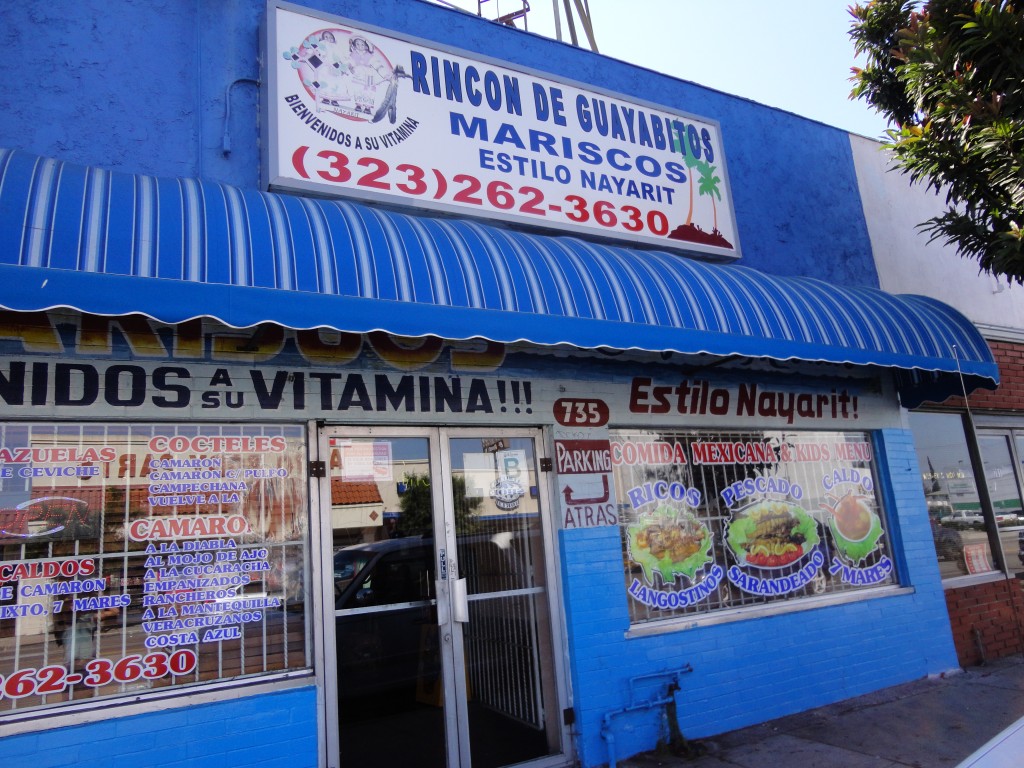 RINCON DE GUAYABITOS
MARISCOS
ESTILO NAYARIT
(323)262-3630
BIENVENIDOS A SU VITAMINA
NIDOS A SU VITAMINA!!!
735
Estilo Nayarit!
AZUELAS
E CEVICHE
COCTELES
CAMARON
CAMARON C/ PULPO
CAMPECHANA
VUELVE A LA
CAMARO
A LA DIABLA
AL MOJO DE AJO
A LA CUCARACHA
EMPANIZADOS
RANCHEROS
A LA MANTEQUILLA
VERACRUZANOS
COSTA AZUL
CALDOS
E CAMARON
IXTO. 7 MARES
262-3630
B
PARKING
ATRAS
COMIDA MEXICANA & KIDS MENU
RICOS
LANGOSTINOS
PESCADO
SARANDEADO
CALDO
7 MARES